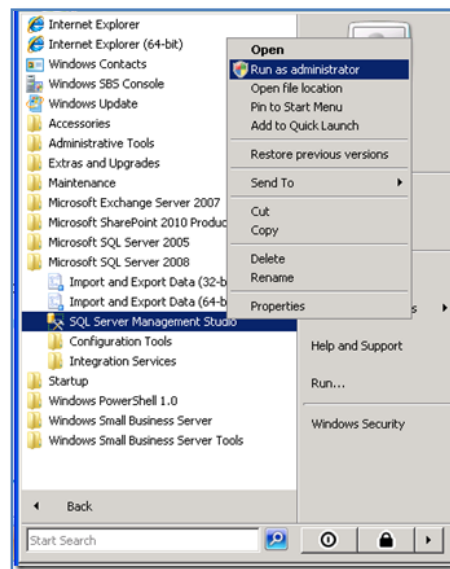 Internet Explorer
Internet Explorer (64-bit)
Windows Contacts
Windows SBS Console
Windows Update
Accessories
Administrative Tools
Extras and Upgrades
Maintenance
Microsoft Exchange Server 2007
Microsoft SharePoint 2010 Produc
Microsoft SQL Server 2005
Microsoft SQL Server 2008
Import and Export Data (32-b
Import and Export Data (64-b
SQL Server Management Studio
Configuration Tools
Integration Services
Startup
Windows PowerShell 1.0
Windows Small Business Server
Windows Small Business Server Tools
Back
Start Search
Open
Run as administrator
Open file location
Pin to Start Menu
Add to Quick Launch
Restore previous versions
Send To
Cut
Copy
Delete
Rename
Properties
s
Help and Support
Run...
Windows Security